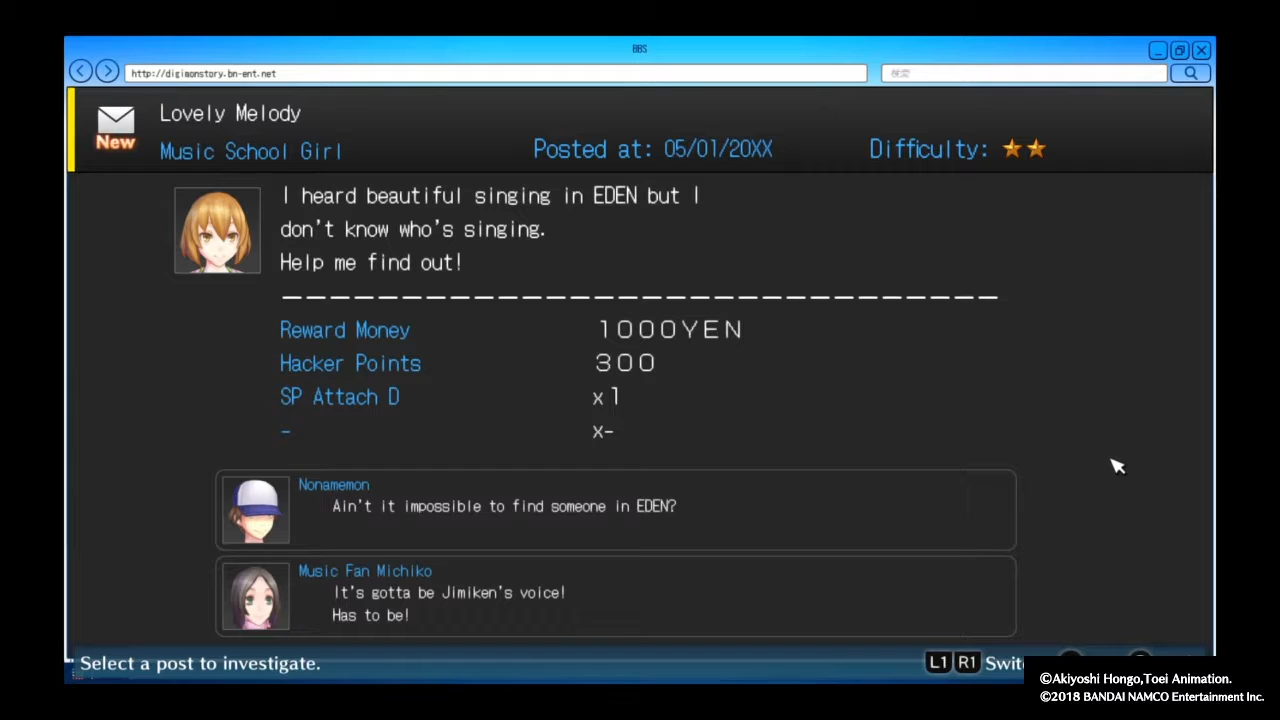 BBS
http://digimonstory.bn-ent.net
検索
Lovely Melody
New
Music School Girl
Posted at: 05/01/20XX
Difficulty: ★★
I heard beautiful singing in EDEN but I
don't know who's singing.
Help me find out!
Reward Money 1000YEN
Hacker Points 300
SP Attach D x1
- x-
Nonamemon
Ain't it impossible to find someone in EDEN?
Music Fan Michiko
It's gotta be Jimiken's voice!
Has to be!
Select a post to investigate.
L1 R1
©Akiyoshi Hongo,Toei Animation.
©2018 BANDAI NAMCO Entertainment Inc.